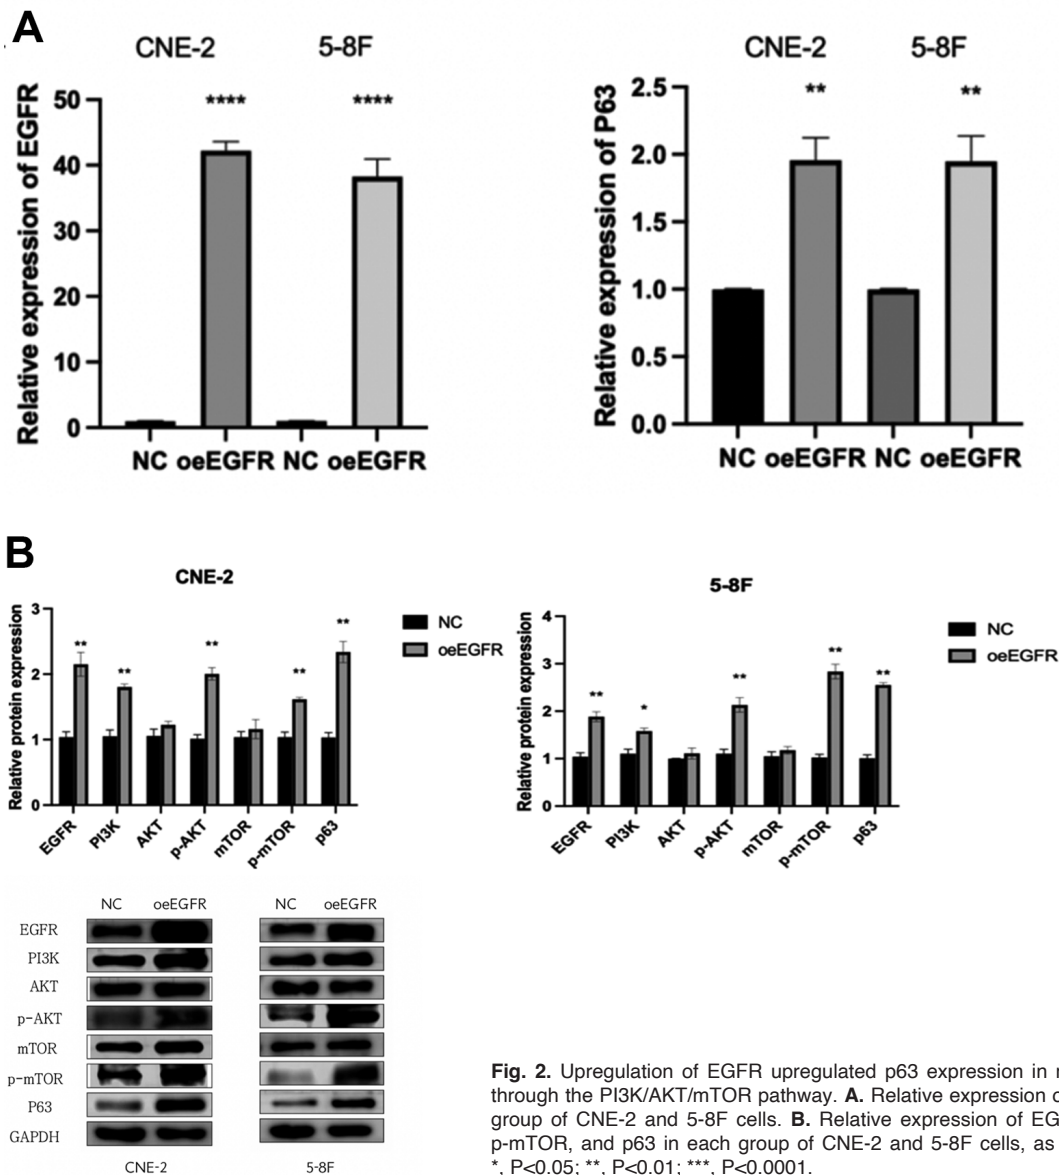 A
CNE-2 5-8F
Relative expression of EGFR
50
40
30
20
10
0
**** ****
NC oeEGFR NC oeEGFR
CNE-2 5-8F
Relative expression of P63
2.5
2.0
1.5
1.0
0.5
0.0
** **
NC oeEGFR NC oeEGFR
B
CNE-2
Relative protein expression
3
2
1
0
** ** ** ** **
NC
oeEGFR
EGFR PI3K AKT p-AKT mTOR p-mTOR p63
5-8F
Relative protein expression
4
3
2
1
0
** * ** ** **
NC
oeEGFR
EGFR PI3K AKT p-AKT mTOR p-mTOR p63
NC oeEGFR NC oeEGFR
EGFR
PI3K
AKT
p-AKT
mTOR
p-mTOR
P63
GAPDH
CNE-2 5-8F
Fig. 2. Upregulation of EGFR upregulated p63 expression in
through the PI3K/AKT/mTOR pathway. A. Relative expression
group of CNE-2 and 5-8F cells. B. Relative expression of
p-mTOR, and p63 in each group of CNE-2 and 5-8F cells, as
*, P<0.05; **, P<0.01; ***, P<0.0001.